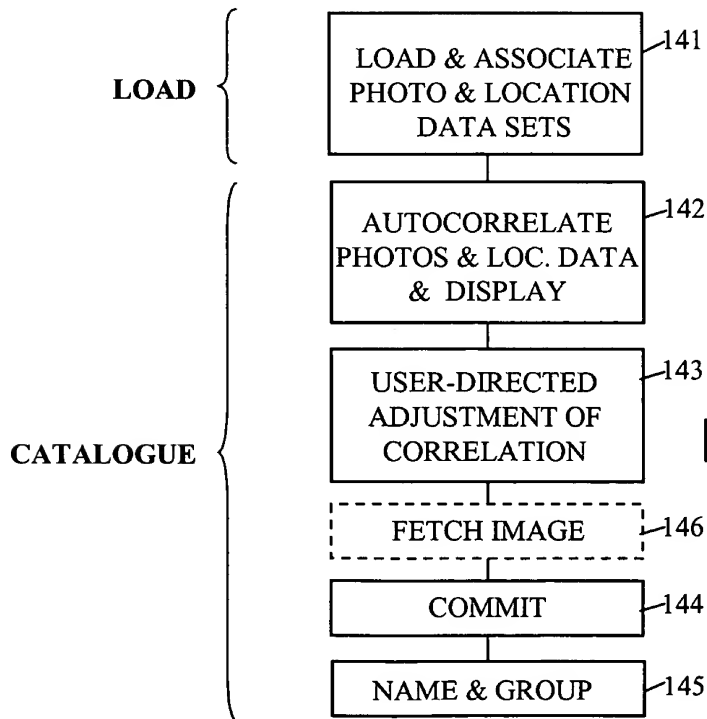 LOAD
LOAD & ASSOCIATE
PHOTO & LOCATION
DATA SETS
141
CATALOGUE
AUTOCORRELATE
PHOTOS & LOC. DATA
& DISPLAY
142
USER-DIRECTED
ADJUSTMENT OF
CORRELATION
143
FETCH IMAGE
146
COMMIT
144
NAME & GROUP
145